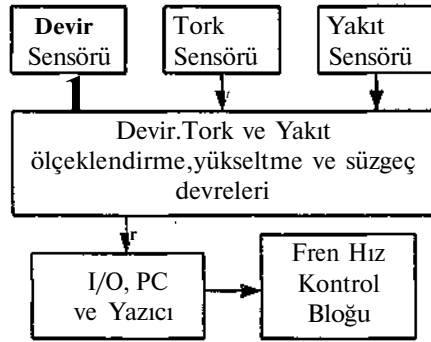 Devir
Sensörü
Tork
Sensörü
Yakıt
Sensörü
Devir.Tork ve Yakıt
ölçeklendirme,yükseltme ve süzgeç
devreleri
I/O, PC
ve Yazıcı
Fren Hız
Kontrol
Bloğu